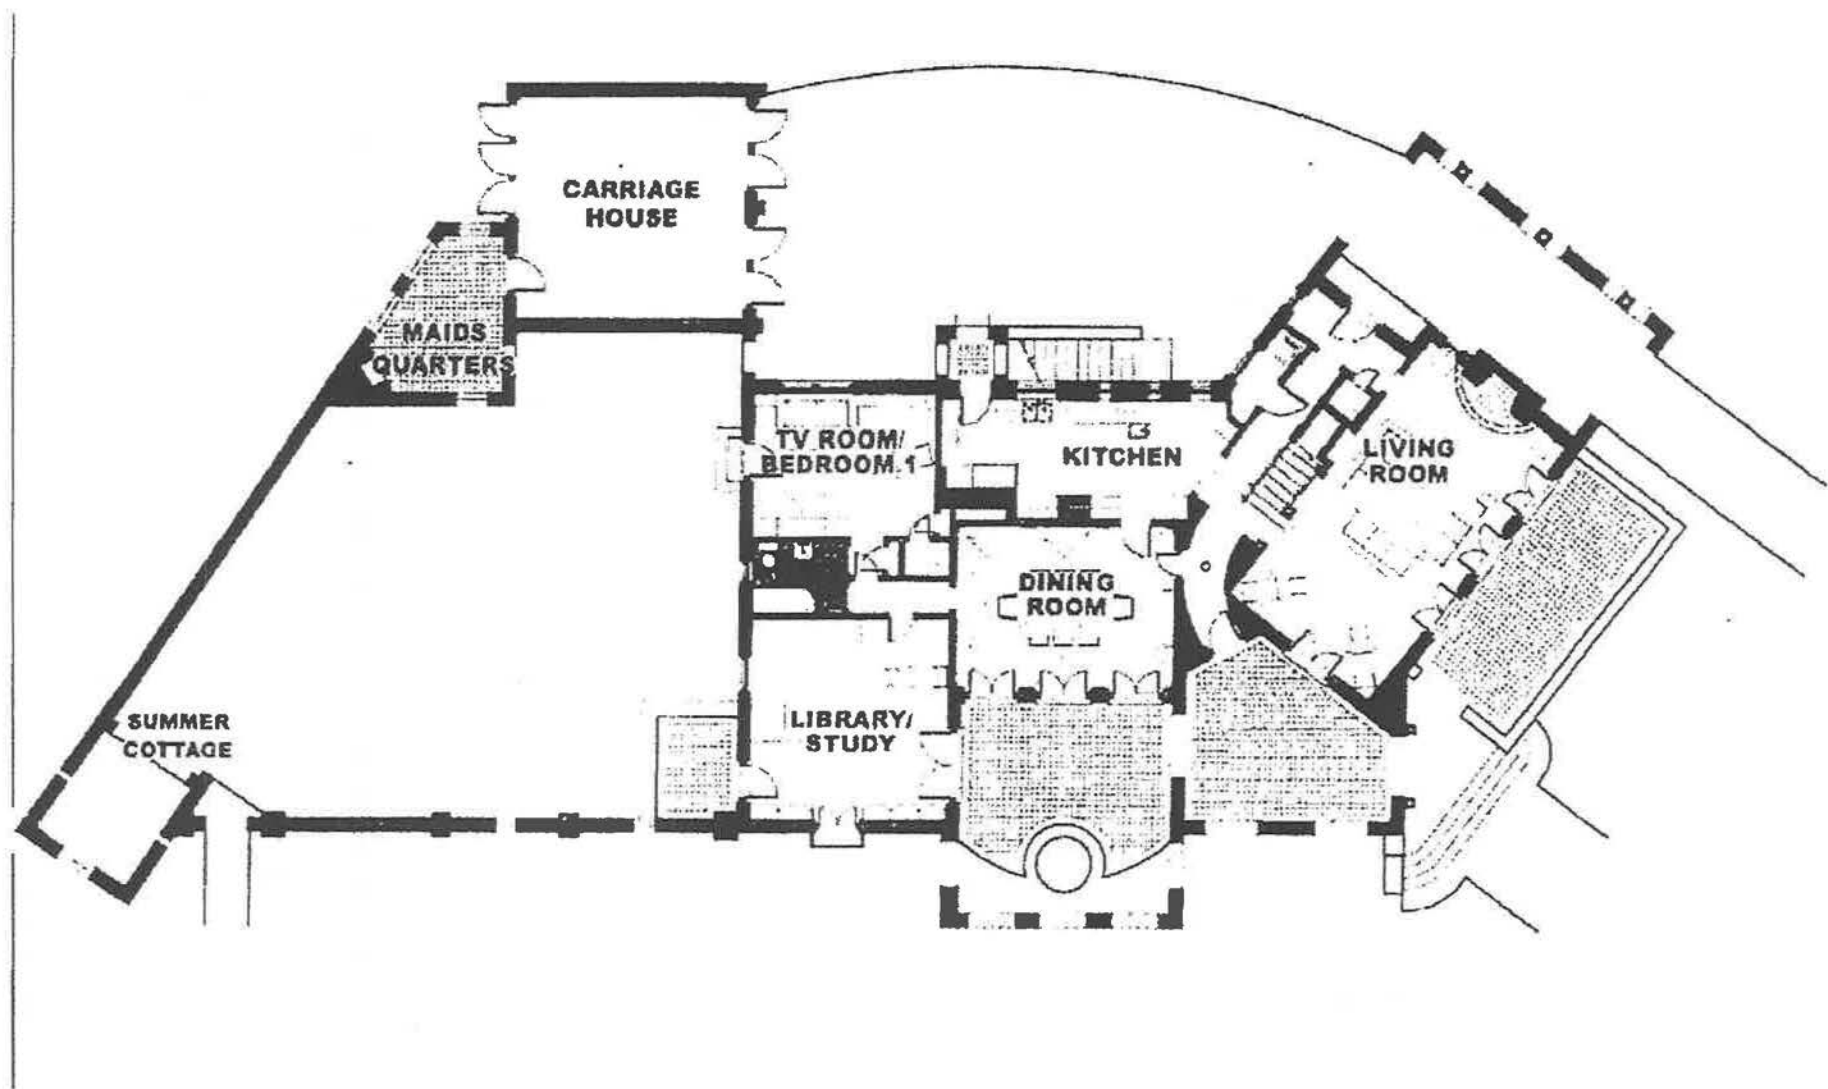 CARRIAGE
HOUSE
MAIDS
QUARTERS
TV ROOM/
BEDROOM 1
KITCHEN
LIVING
ROOM
DINING
ROOM
SUMMER
COTTAGE
LIBRARY/
STUDY